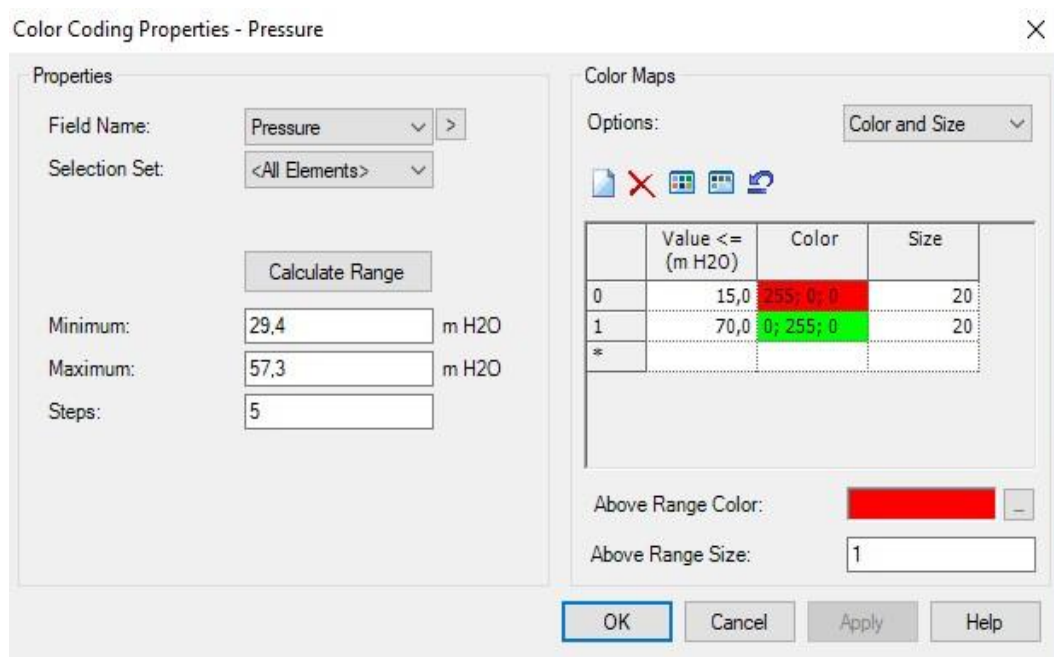 Color Coding Properties - Pressure
Properties
Field Name:
Pressure
>
Selection Set:
<All Elements>
Calculate Range
Minimum:
29,4
m H2O
Maximum:
57,3
m H2O
Steps:
5
Color Maps
Options:
Color and Size
Value <=
(m H2O)
Color
Size
0
15,0
255; 0; 0
20
1
70,0
0; 255; 0
20
*
Above Range Color:
...
Above Range Size:
1
OK
Cancel
Apply
Help